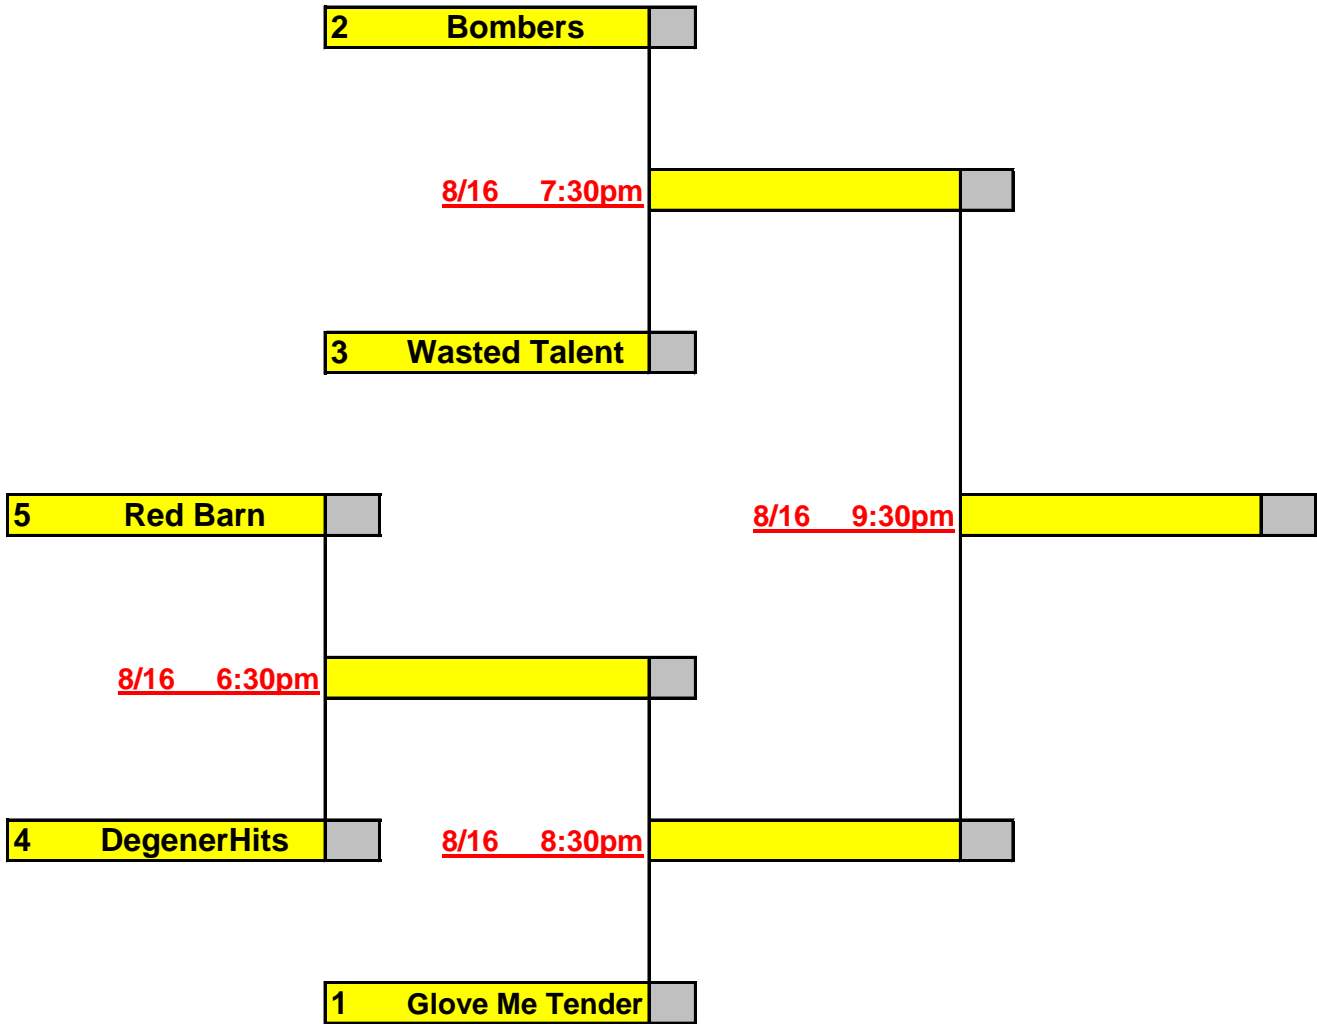 2 Bombers
8/16 7:30pm
3 Wasted Talent
5 Red Barn
8/16 9:30pm
8/16 6:30pm
4 DegenerHits
8/16 8:30pm
1 Glove Me Tender